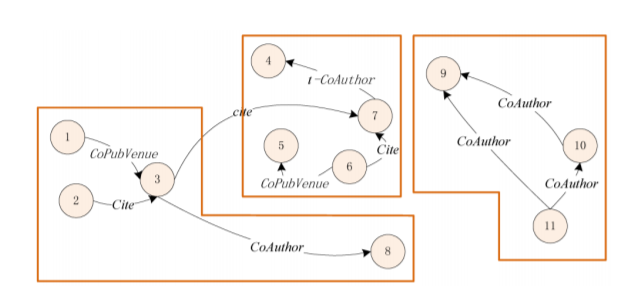 4
τ-CoAuthor
9
CoAuthor
cite
7
1
CoPubVenue
5
Cite
CoAuthor
10
3
6
CoPubVenue
CoAuthor
2
Cite
11
CoAuthor
8